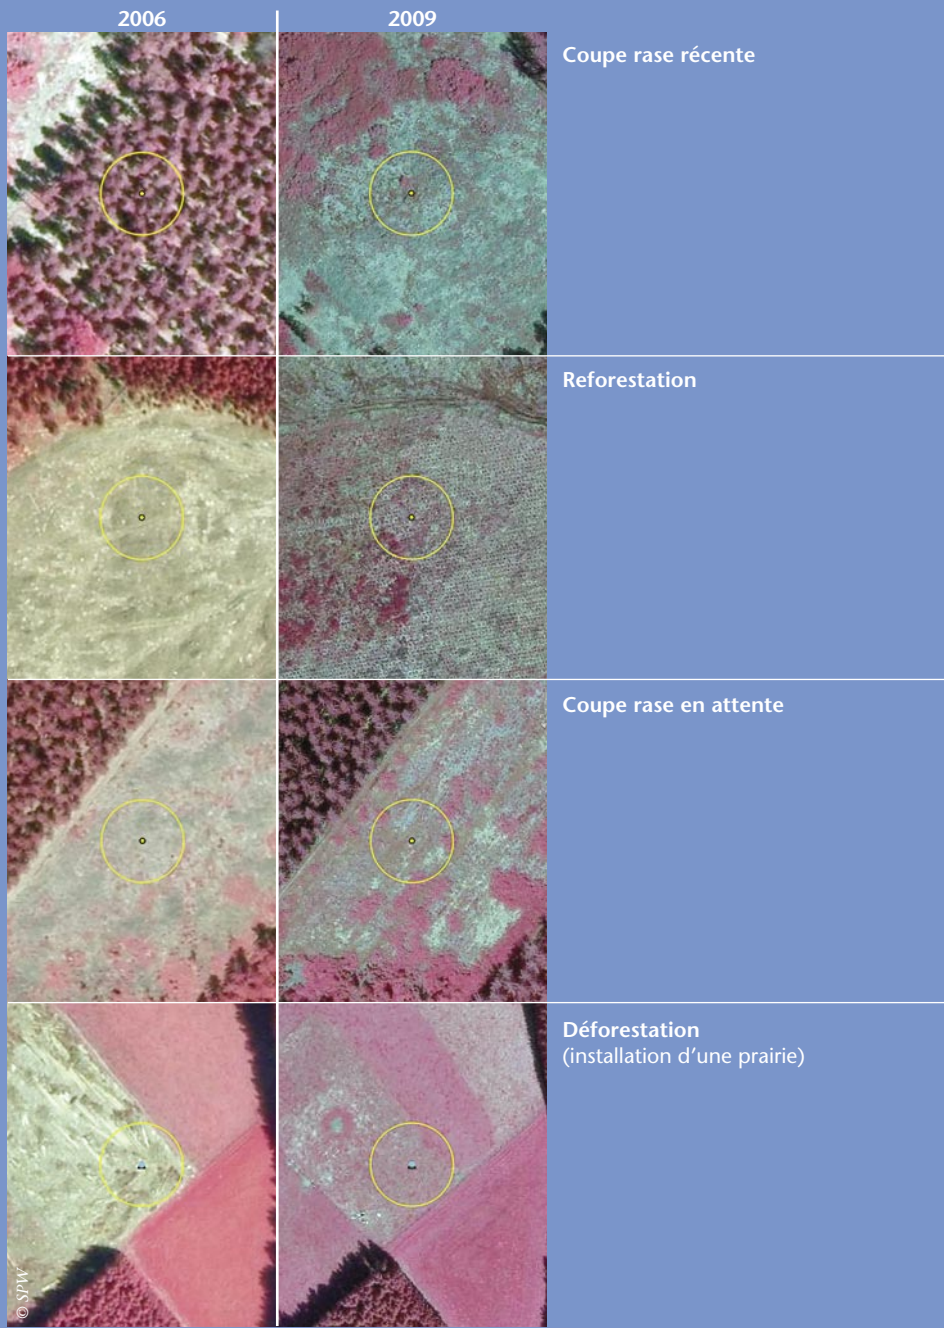 2006
2009
Coupe rase récente
Reforestation
Coupe rase en attente
Déforestation
(installation d’une prairie)
© SPW